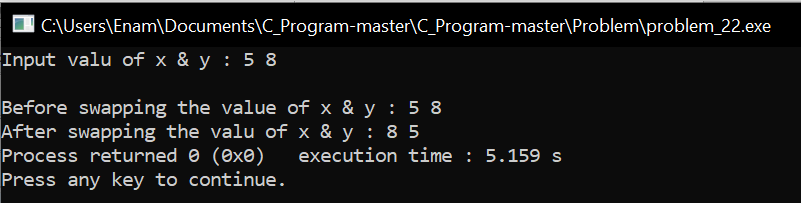 C:\Users\Enam\Documents\C_Program-master\C_Program-master\Problem\problem_22.exe
Input valu of x & y : 5 8
Before swapping the value of x & y : 5 8
After swapping the valu of x & y : 8 5
Process returned 0 (0x0)   execution time : 5.159 s
Press any key to continue.